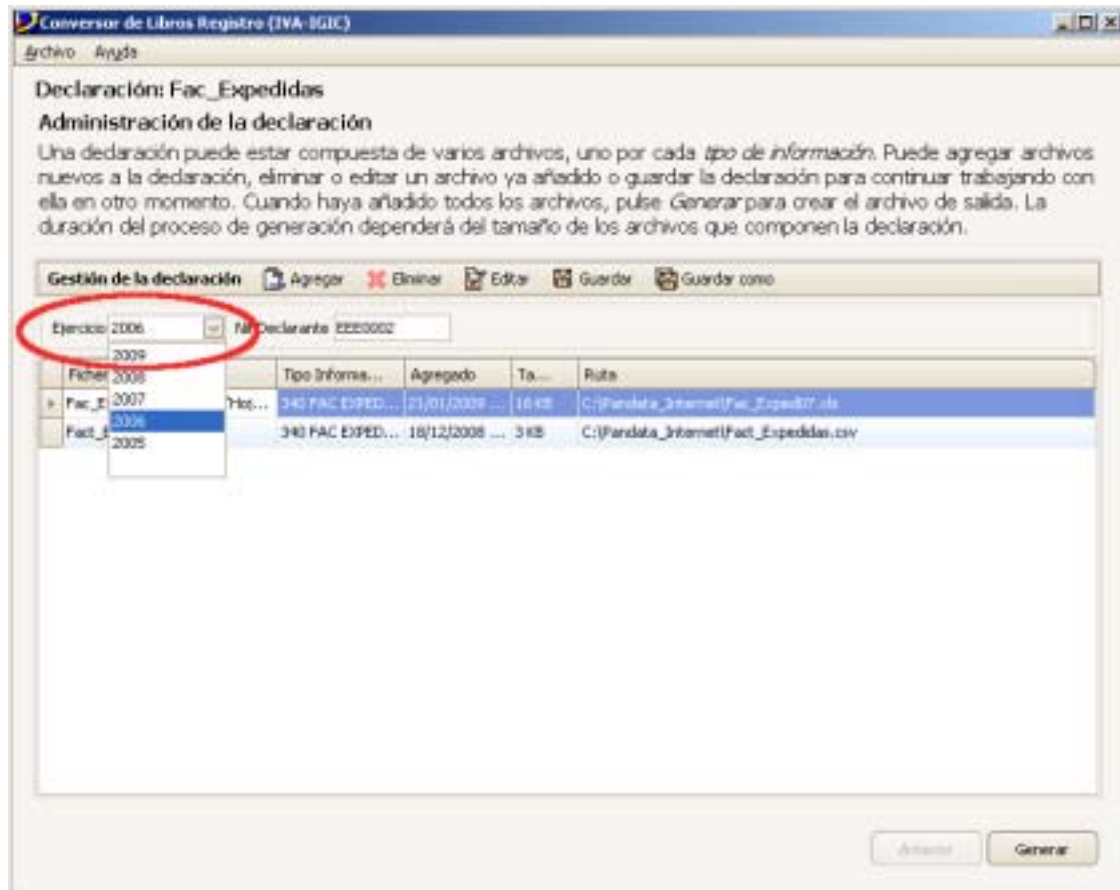 Conversor de Libros Registro (IVA-IGIC)
Archivo Ayuda
Declaración: Fac_Expedidas
Administración de la declaración
Una declaración puede estar compuesta de varios archivos, uno por cada tipo de información. Puede agregar archivos
nuevos a la declaración, eliminar o editar un archivo ya añadido o guardar la declaración para continuar trabajando con
ella en otro momento. Cuando haya añadido todos los archivos, pulse Generar para crear el archivo de salida. La
duración del proceso de generación dependerá del tamaño de los archivos que componen la declaración.
Gestión de la declaración Agregar Eliminar Editar Guardar Guardar como
Ejercicio 2006 Declarante EEE0002
2009
2008
2007
2006
2005
Tipo Informa... Agregado Ta... Ruta
Fac_E 340 FAC EXPED... 21/01/2009 ... 16 KB
Fact_E 340 FAC EXPED... 18/12/2008 ... 3 KB C:\Pandata_Internet\Fact_Expedidas.csv
Anterior Generar